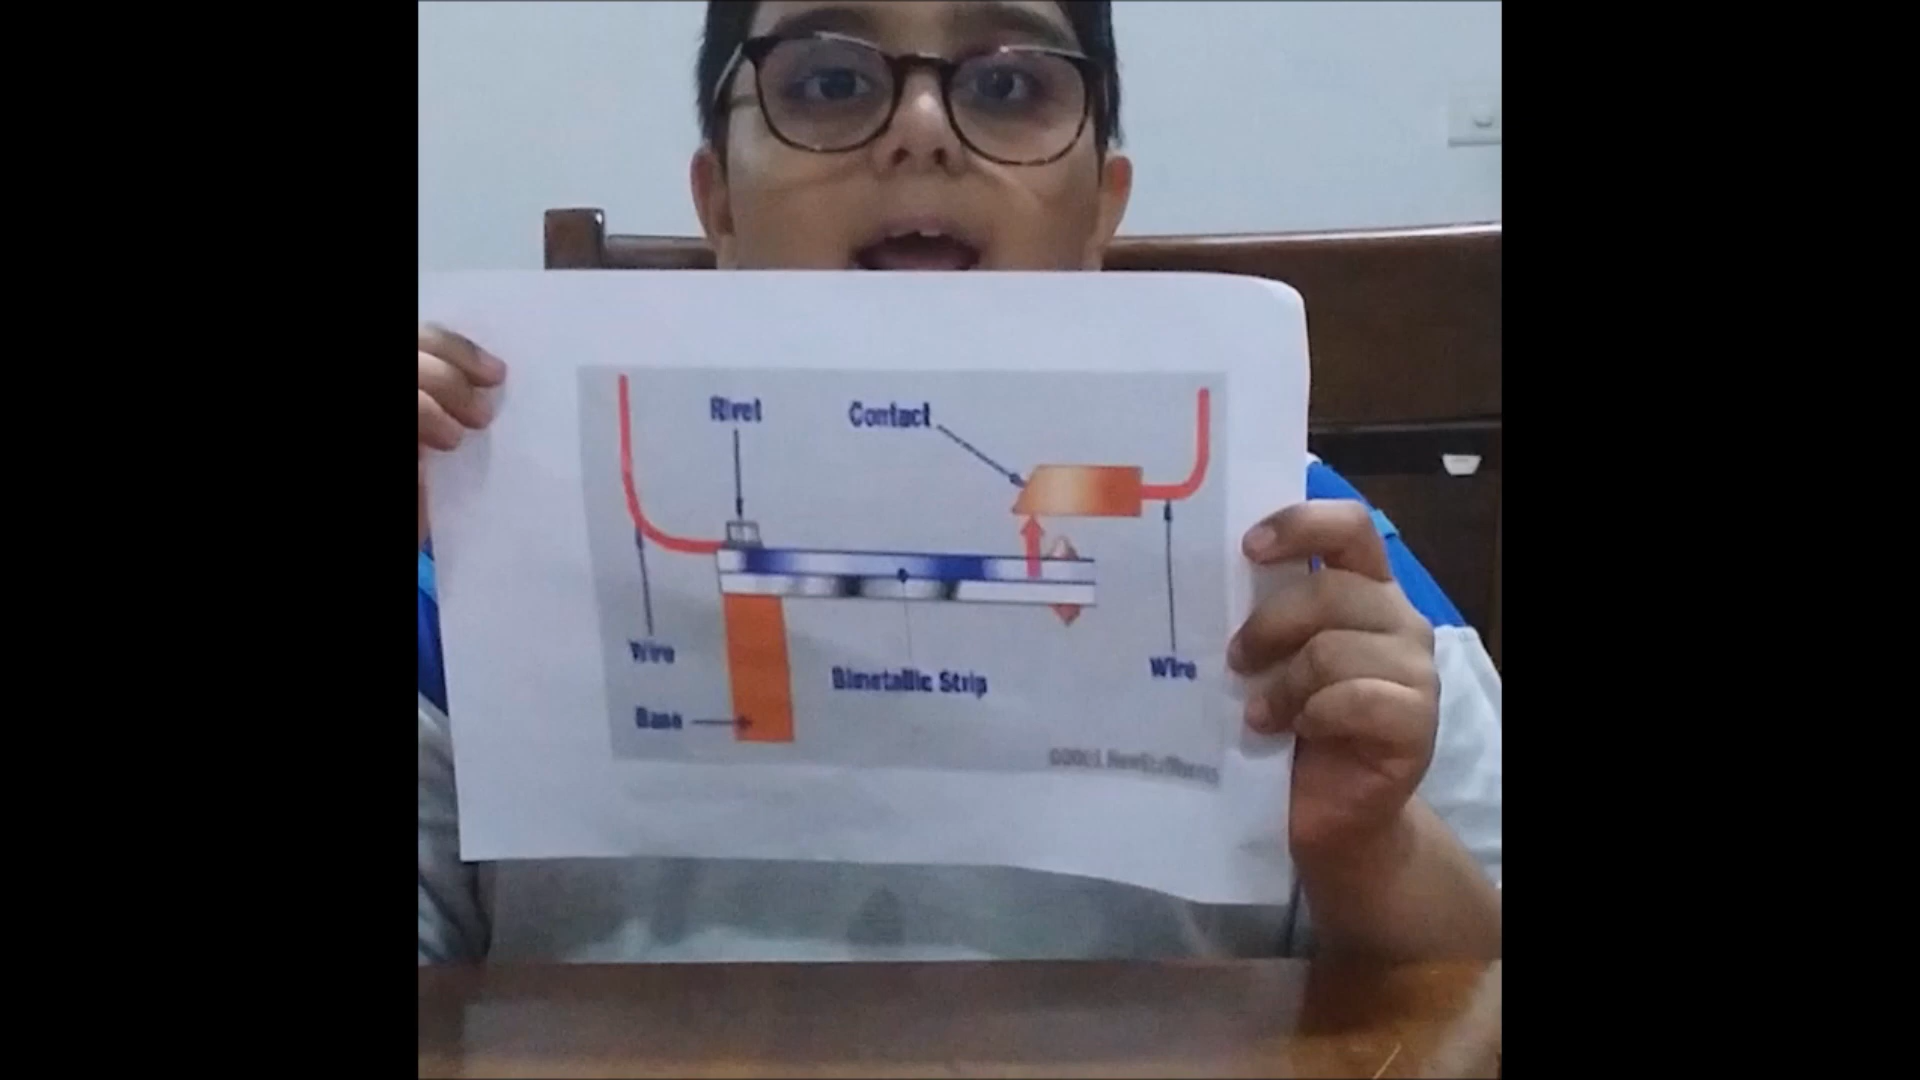 Rivet
Contact
Wire
Bimetallic Strip
Wire
Base